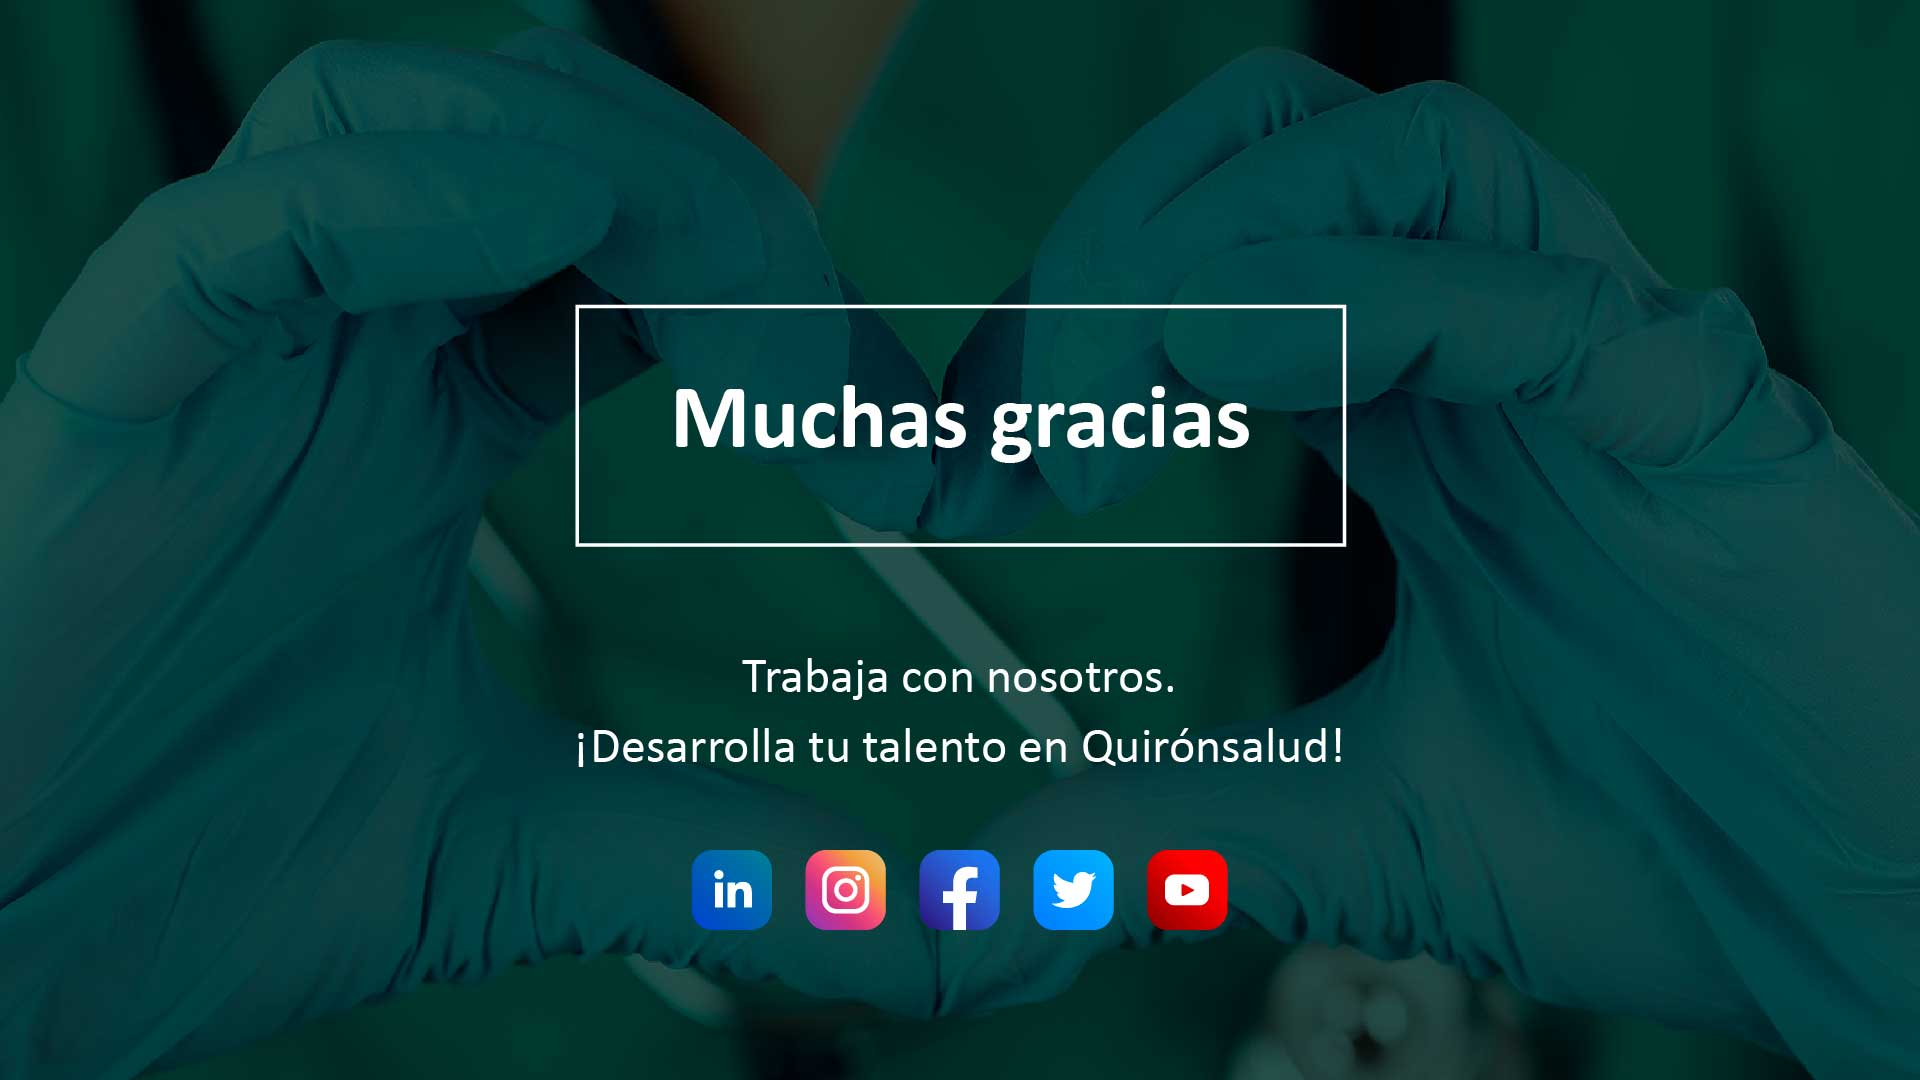 Muchas gracias
Trabaja con nosotros.
¡Desarrolla tu talento en Quirónsalud!
in